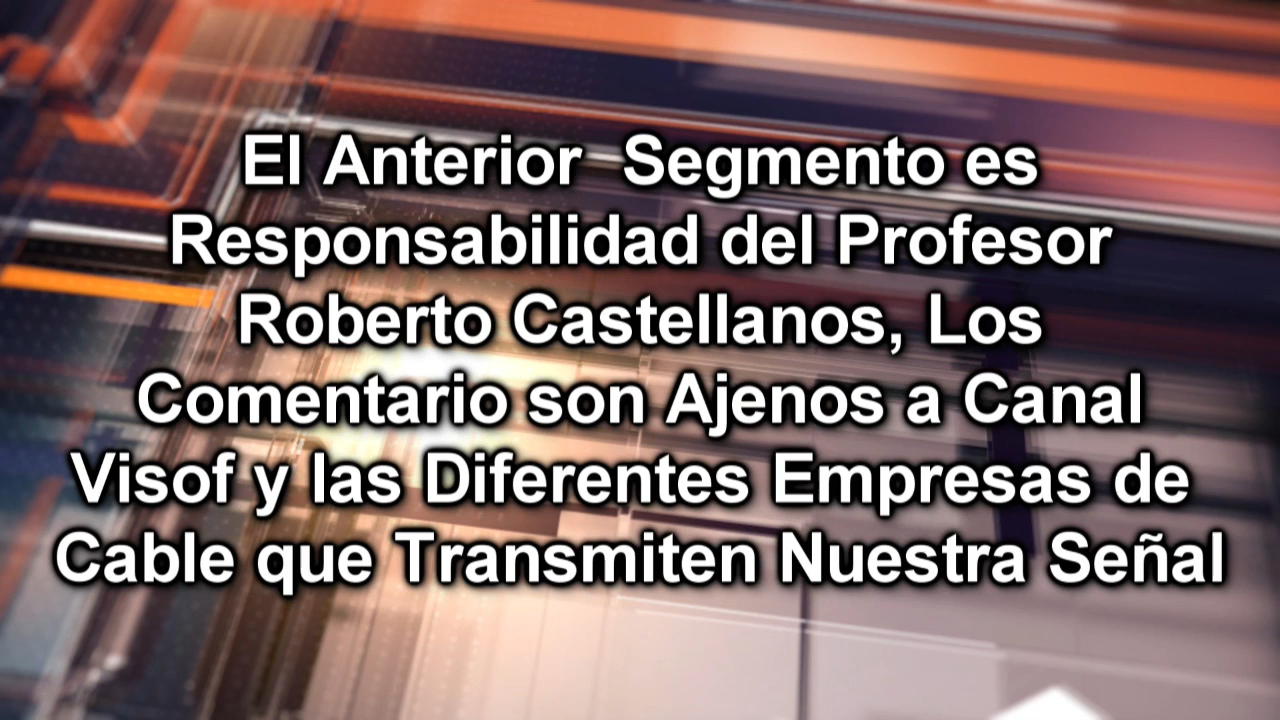 El Anterior  Segmento es
Responsabilidad del Profesor
Roberto Castellanos, Los
Comentario son Ajenos a Canal
Visof y las Diferentes Empresas de
Cable que Transmiten Nuestra Señal